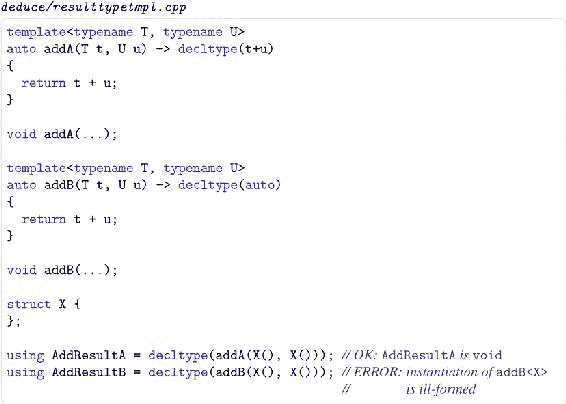 deduce/resulttypetmpl.cpp
template<typename T, typename U>
auto addA(T t, U u) -> decltype(t+u)
{
  return t + u;
}
void addA(...);
template<typename T, typename U>
auto addB(T t, U u) -> decltype(auto)
{
  return t + u;
}
void addB(...);
struct X {
};
using AddResultA = decltype(addA(X(), X())); // OK: AddResultA is void
using AddResultB = decltype(addB(X(), X())); // ERROR: instantiation of addB<X>
// is ill-formed